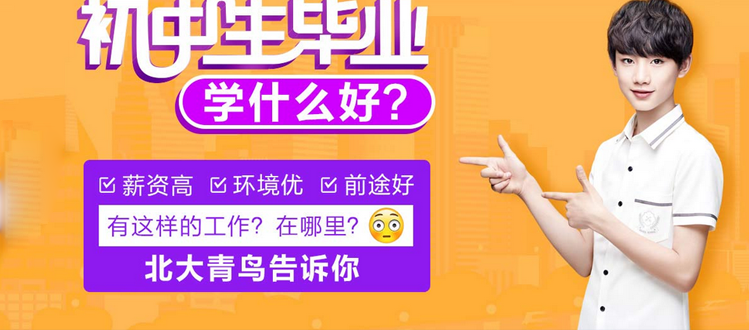 初中生毕业
学什么好?
薪资高 环境优 前途好
有这样的工作? 在哪里?
北大青鸟告诉你